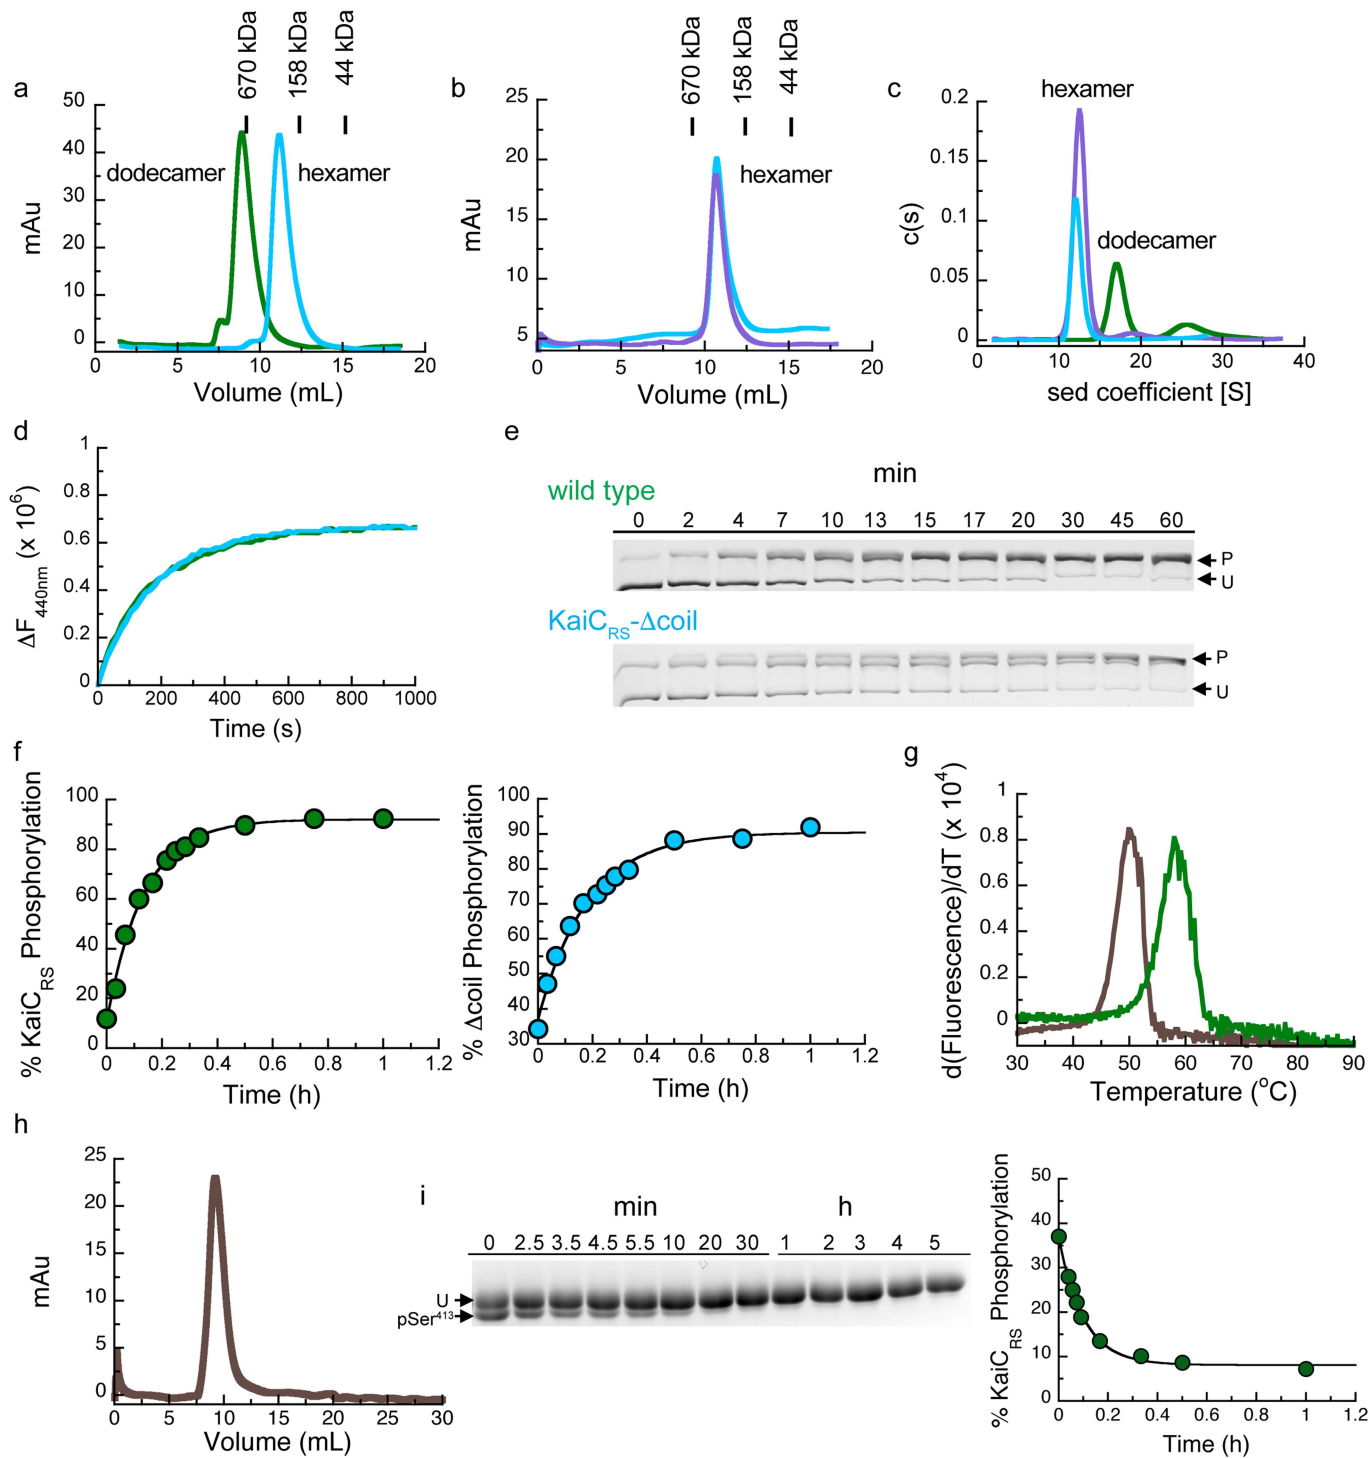 a
670 kDa
158 kDa
44 kDa
50
40
30
20
10
0
mAu
dodecamer
hexamer
0
5
10
15
20
Volume (mL)
b
670 kDa
158 kDa
44 kDa
25
20
15
10
5
mAu
hexamer
0
5
10
15
20
Volume (mL)
c
0.2
0.15
0.1
0.05
0
c(s)
hexamer
dodecamer
0
10
20
30
40
sed coefficient [S]
d
1
0.8
0.6
0.4
0.2
0
ΔF440nm (x 10⁶)
0
200
400
600
800
1000
Time (s)
e
min
wild type
0 2 4 7 10 13 15 17 20 30 45 60
P
U
KaiCRS-Δcoil
P
U
f
100
80
60
40
20
0
% KaiCRS Phosphorylation
0 0.2 0.4 0.6 0.8 1 1.2
Time (h)
100
90
80
70
60
50
40
30
% Δcoil Phosphorylation
0 0.2 0.4 0.6 0.8 1 1.2
Time (h)
g
1
0.8
0.6
0.4
0.2
0
d(Fluorescence)/dT (x 10⁴)
30 40 50 60 70 80 90
Temperature (°C)
h
25
20
15
10
5
0
mAu
0 5 10 15 20 25 30
Volume (mL)
i
min
h
0 2.5 3.5 4.5 5.5 10 20 30 1 2 3 4 5
U
pSer⁴¹³
50
40
30
20
10
0
% KaiCRS Phosphorylation
0 0.2 0.4 0.6 0.8 1 1.2
Time (h)